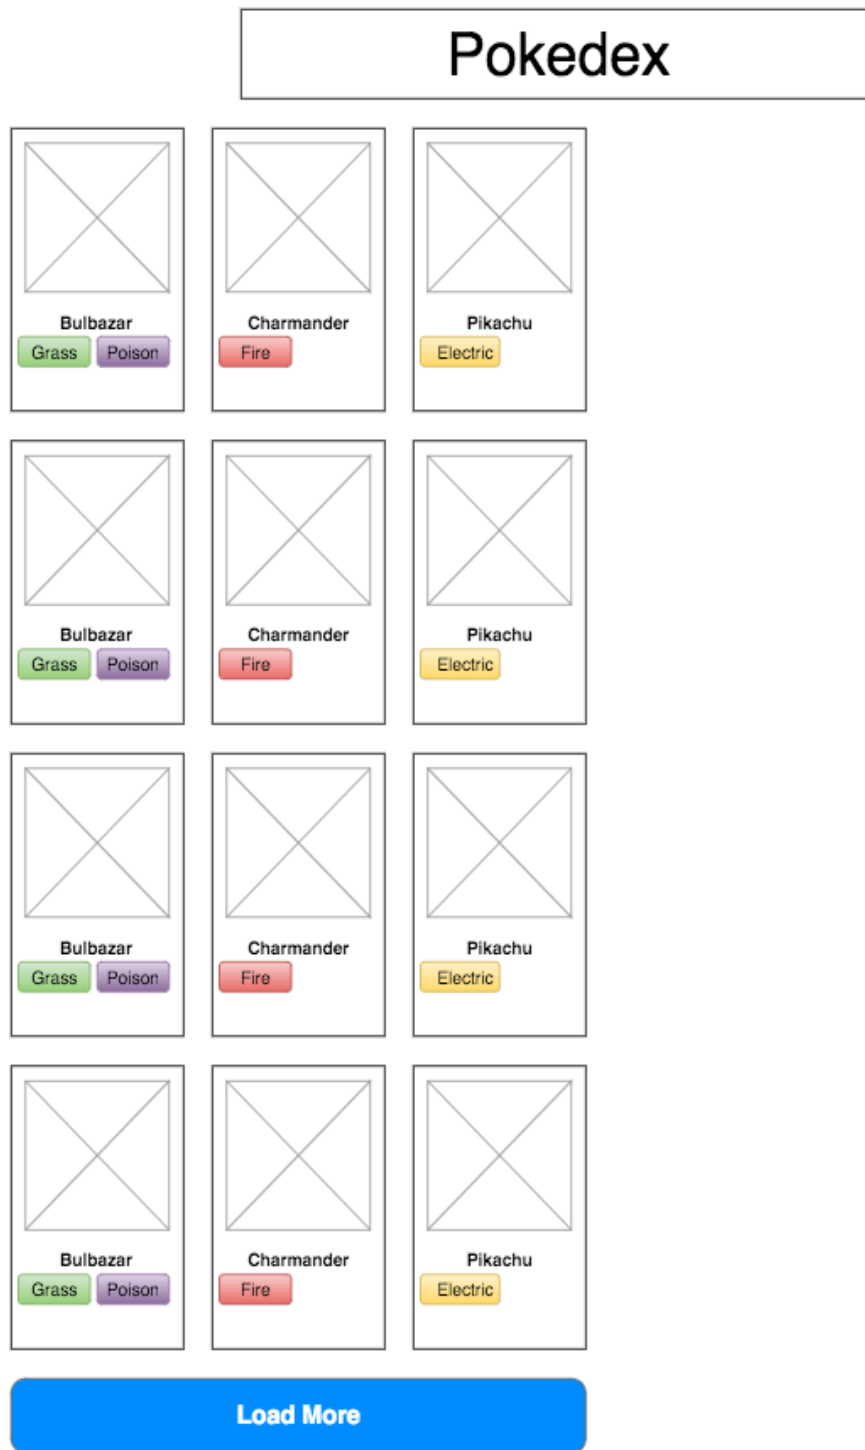 Pokedex
Bulbazar Charmander Pikachu
Grass Poison Fire Electric
Bulbazar Charmander Pikachu
Grass Poison Fire Electric
Bulbazar Charmander Pikachu
Grass Poison Fire Electric
Bulbazar Charmander Pikachu
Grass Poison Fire Electric
Load More